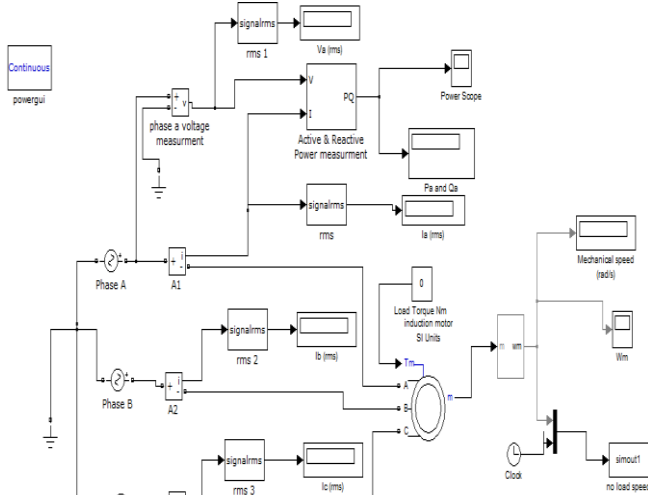 signalrms
rms 1
Va (rms)
Continuous
powergui
+
-
v
phase a voltage
measurment
V
I
PQ
Active & Reactive
Power measurment
Power Scope
Pa and Qa
signalrms
rms
Ia (rms)
Phase A
+
i
-
A1
0
Load Torque Nm
induction motor
SI Units
Mechanical speed
(rad/s)
signalrms
rms 2
Ib (rms)
m
wm
Wm
Tm
A
B
C
m
Phase B
+
i
-
A2
Clock
simout1
no load speed
signalrms
rms 3
Ic (rms)